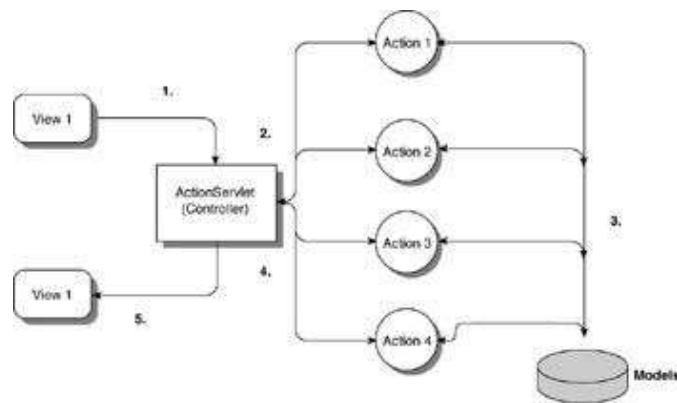 Action 1
1.
View 1
2.
Action 2
ActionServlet
(Controller)
3.
Action 3
4.
View 1
5.
Action 4
Models